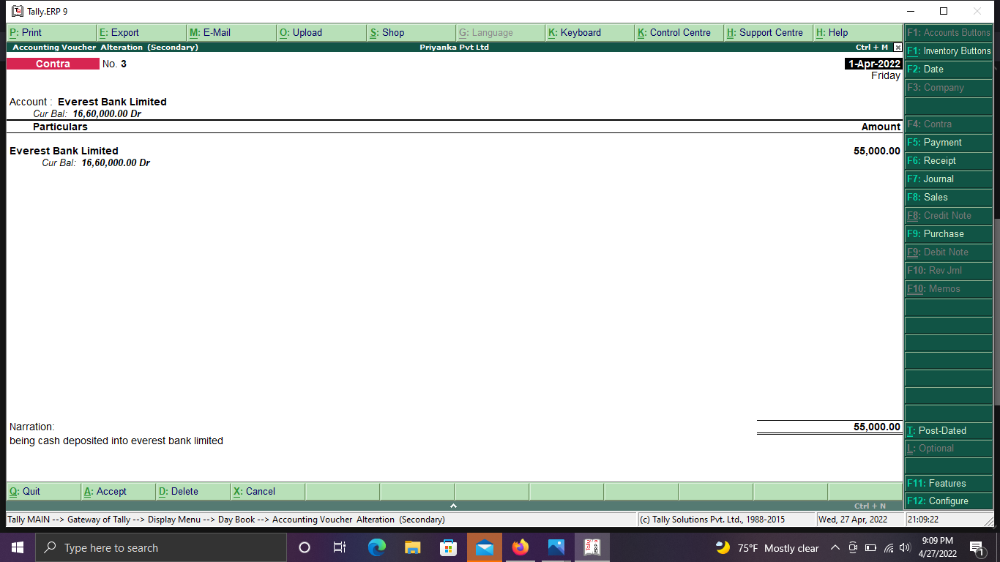 Tally.ERP 9
P: Print E: Export M: E-Mail O: Upload S: Shop G: Language K: Keyboard K: Control Centre H: Support Centre H: Help
Accounting Voucher Alteration (Secondary) Priyanka Pvt Ltd Ctrl + M
Contra No. 3 1-Apr-2022
Friday
Account : Everest Bank Limited
Cur Bal: 16,60,000.00 Dr
Particulars Amount
Everest Bank Limited 55,000.00
Cur Bal: 16,60,000.00 Dr
Narration: 55,000.00
being cash deposited into everest bank limited
F1: Accounts Buttons
F1: Inventory Buttons
F2: Date
F3: Company
F4: Contra
F5: Payment
F6: Receipt
F7: Journal
F8: Sales
F8: Credit Note
F9: Purchase
F9: Debit Note
F10: Rev Jrnl
F10: Memos
T: Post-Dated
L: Optional
F11: Features
F12: Configure
Q: Quit A: Accept D: Delete X: Cancel
Ctrl + N
Tally MAIN --> Gateway of Tally --> Display Menu --> Day Book --> Accounting Voucher Alteration (Secondary) (c) Tally Solutions Pvt. Ltd., 1988-2015 Wed, 27 Apr, 2022 21:09:22
Type here to search 75°F Mostly clear 9:09 PM
4/27/2022
1
Tally
ERP 9